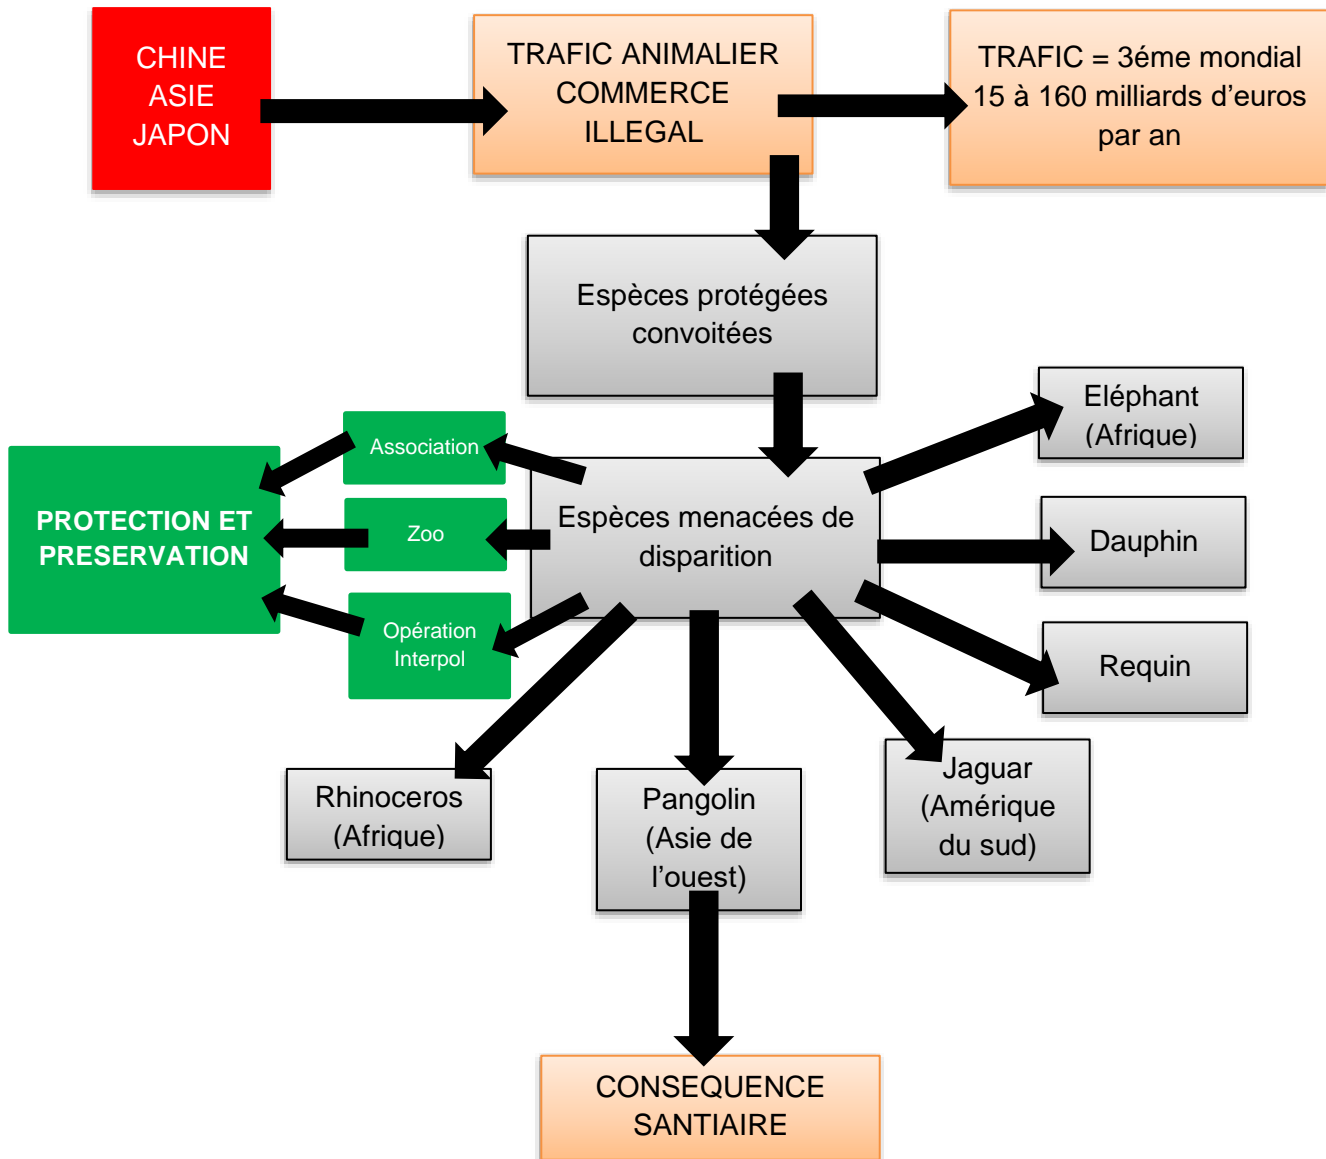 CHINE
ASIE
JAPON
TRAFIC ANIMALIER
COMMERCE
ILLEGAL
TRAFIC = 3éme mondial
15 à 160 milliards d’euros
par an
Espèces protégées
convoitées
Eléphant
(Afrique)
Association
PROTECTION ET
PRESERVATION
Zoo
Espèces menacées de
disparition
Dauphin
Opération
Interpol
Requin
Rhinoceros
(Afrique)
Pangolin
(Asie de
l’ouest)
Jaguar
(Amérique
du sud)
CONSEQUENCE
SANTIAIRE